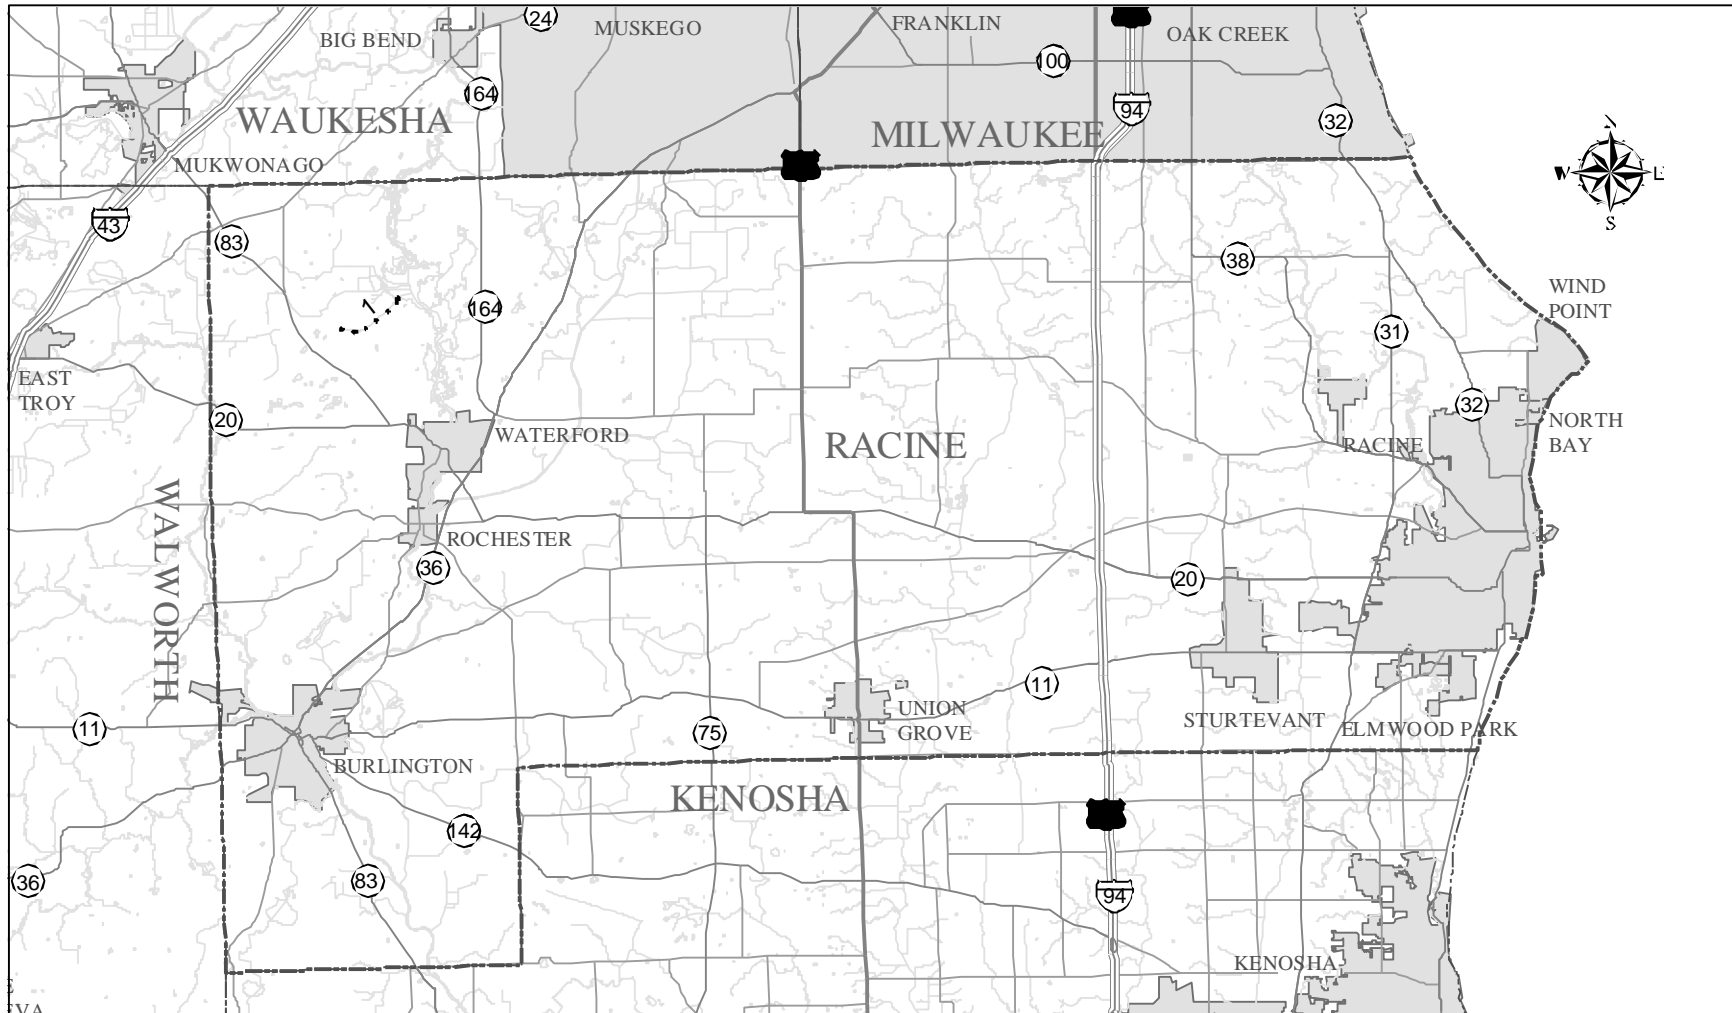 24
MUSKEGO
FRANKLIN
OAK CREEK
BIG BEND
100
164
94
WAUKESHA
MILWAUKEE
32
N
MUKWONAGO
W
E
S
43
83
38
WIND
POINT
1
164
31
EAST
TROY
20
32
NORTH
BAY
WATERFORD
RACINE
RACINE
WALWORTH
ROCHESTER
36
20
11
UNION
GROVE
STURTEVANT
ELMWOOD PARK
11
75
BURLINGTON
KENOSHA
142
36
83
94
KENOSHA
E
EVA